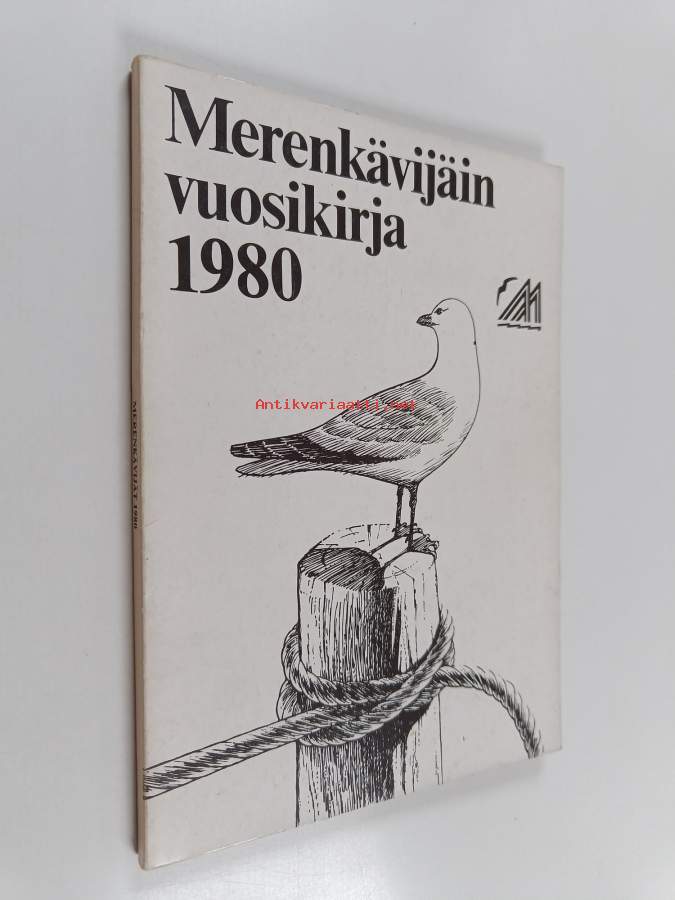 Merenkävijäin
vuosikirja
1980
Antikvariaatti.net
MERENKÄVIJÄT 1980